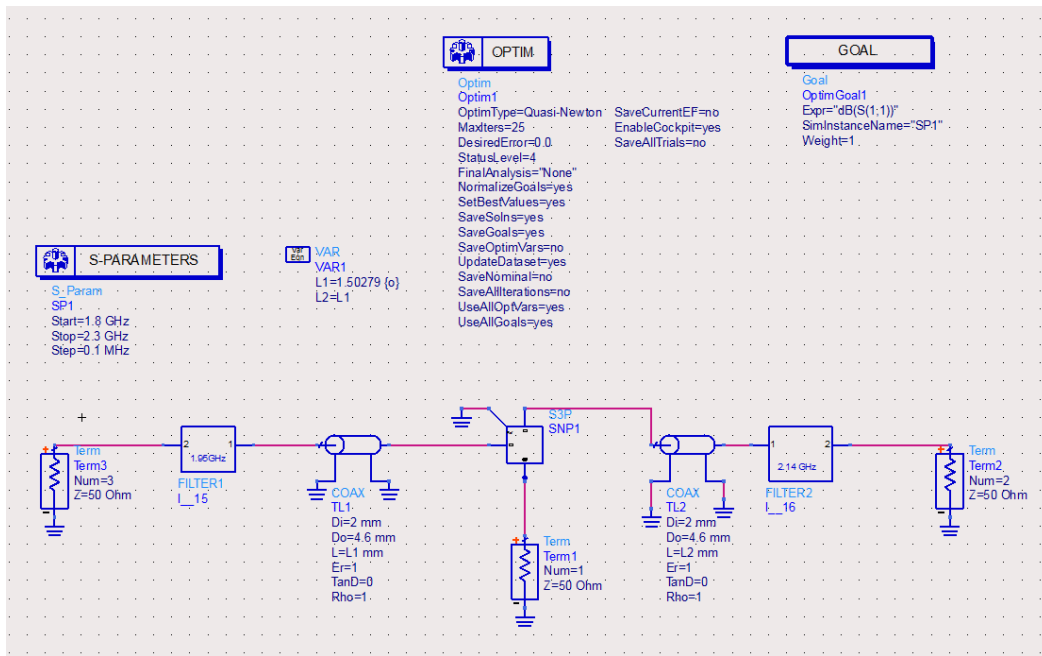 OPTIM
Optim
Optim1
OptimType=Quasi-Newton
MaxIters=25
DesiredError=0.0
StatusLevel=4
FinalAnalysis="None"
NormalizeGoals=yes
SetBestValues=yes
SaveSolns=yes
SaveGoals=yes
SaveOptimVars=no
UpdateDataset=yes
SaveNominal=no
SaveAllIterations=no
UseAllOptVars=yes
UseAllGoals=yes
SaveCurrentEF=no
EnableCockpit=yes
SaveAllTrials=no
GOAL
Goal
OptimGoal1
Expr="dB(S(1,1))"
SimInstanceName="SP1"
Weight=1
S-PARAMETERS
S_Param
SP1
Start=1.8 GHz
Stop=2.3 GHz
Step=0.1 MHz
Var
Eqn
VAR
VAR1
L1=1.50279 {o}
L2=L1
Term
Term3
Num=3
Z=50 Ohm
2
1
1.95GHz
FILTER1
I__15
COAX
TL1
Di=2 mm
Do=4.6 mm
L=L1 mm
Er=1
TanD=0
Rho=1
S3P
SNP1
Term
Term1
Num=1
Z=50 Ohm
COAX
TL2
Di=2 mm
Do=4.6 mm
L=L2 mm
Er=1
TanD=0
Rho=1
1
2
2.14 GHz
FILTER2
I__16
Term
Term2
Num=2
Z=50 Ohm